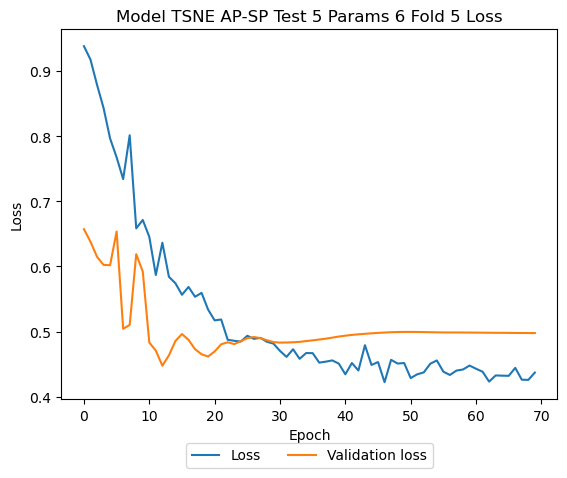 Model TSNE AP-SP Test 5 Params 6 Fold 5 Loss
0.9
0.8
0.7
0.6
0.5
0.4
Loss
0 10 20 30 40 50 60 70
Epoch
Loss Validation loss